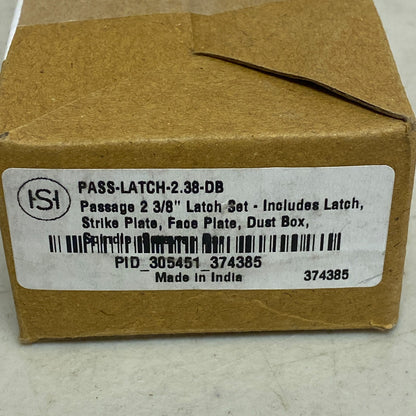 HSH
PASS-LATCH-2.38-DB
Passage 2 3/8" Latch Set - Includes Latch,
Strike Plate, Face Plate, Dust Box,
PID_305451_374385
Made in India 374385